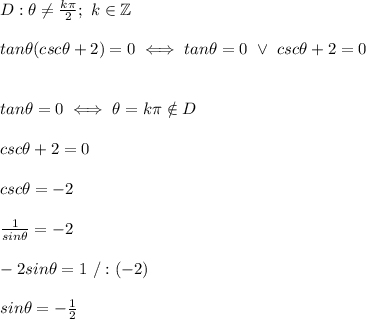 D : θ ≠ kπ/2; k ∈ ℤ
tanθ(cscθ + 2) = 0 ⟺ tanθ = 0 ∨ cscθ + 2 = 0
tanθ = 0 ⟺ θ = kπ ∉ D
cscθ + 2 = 0
cscθ = −2
1/sinθ = −2
− 2sinθ = 1 / : (−2)
sinθ = −1/2